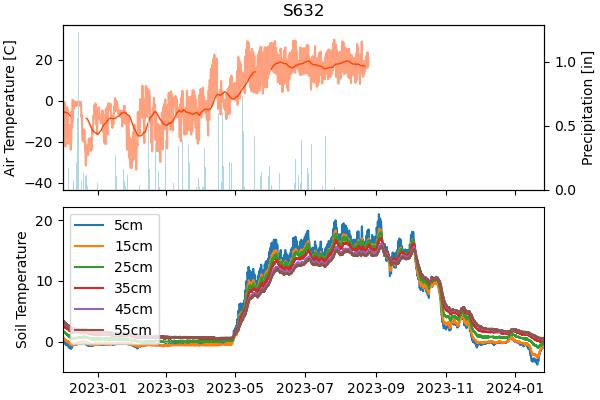 S632
Air Temperature [C]
20
0
−20
−40
Precipitation [in]
1.0
0.5
0.0
Soil Temperature
20
10
0
5cm
15cm
25cm
35cm
45cm
55cm
2023-01 2023-03 2023-05 2023-07 2023-09 2023-11 2024-01